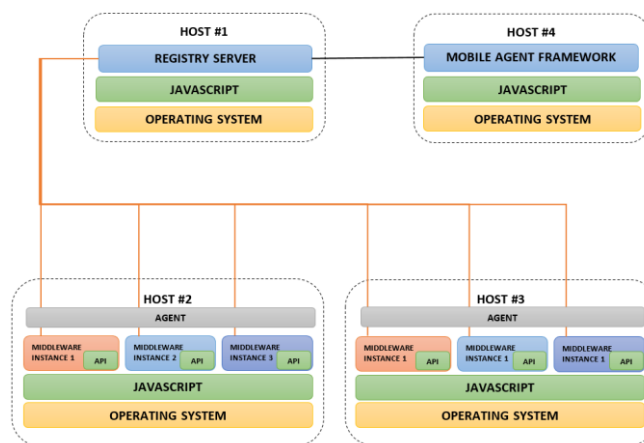 HOST #1
REGISTRY SERVER
JAVASCRIPT
OPERATING SYSTEM
HOST #4
MOBILE AGENT FRAMEWORK
JAVASCRIPT
OPERATING SYSTEM
HOST #2
AGENT
MIDDLEWARE
INSTANCE 1
API
MIDDLEWARE
INSTANCE 2
API
MIDDLEWARE
INSTANCE 3
API
JAVASCRIPT
OPERATING SYSTEM
HOST #3
AGENT
MIDDLEWARE
INSTANCE 1
API
MIDDLEWARE
INSTANCE 1
API
MIDDLEWARE
INSTANCE 1
API
JAVASCRIPT
OPERATING SYSTEM